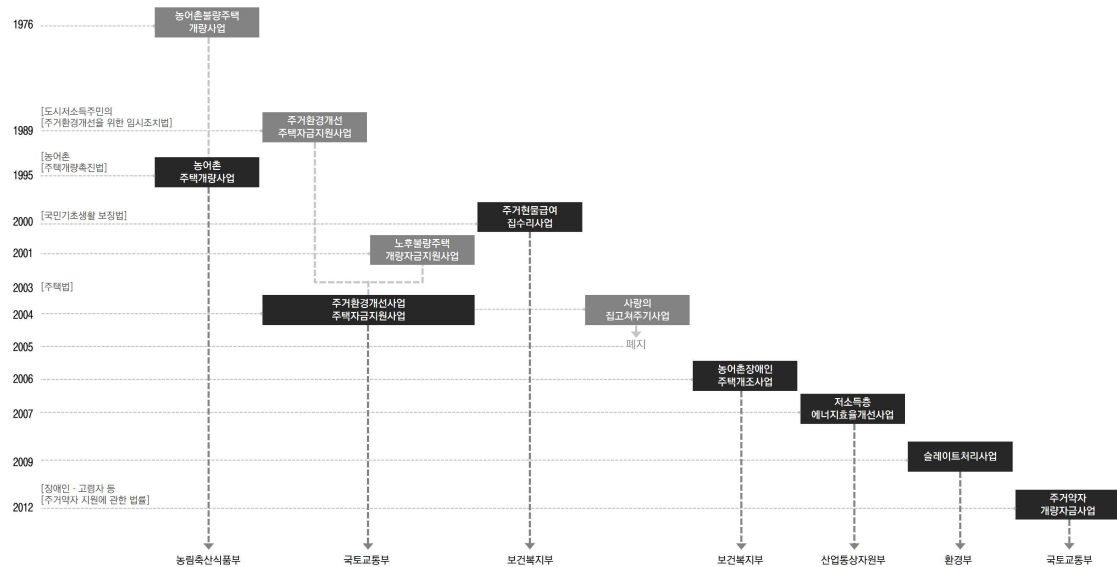 1976
농어촌불량주택
개량사업
[도시저소득주민의
[주거환경개선을 위한 임시조치법]
1989
주거환경개선
주택자금지원사업
[농어촌
[주택개량촉진법]
1995
농어촌
주택개량사업
2000
[국민기초생활 보장법]
주거현물급여
집수리사업
2001
노후불량주택
개량자금지원사업
2003
[주택법]
2004
주거환경개선사업
주택자금지원사업
사랑의
집고쳐주기사업
2005
폐지
2006
농어촌장애인
주택개조사업
2007
저소득층
에너지효율개선사업
2009
슬레이트처리사업
[장애인 · 고령자 등
[주거약자 지원에 관한 법률]
2012
주거약자
개량자금사업
농림축산식품부
국토교통부
보건복지부
보건복지부
산업통상자원부
환경부
국토교통부